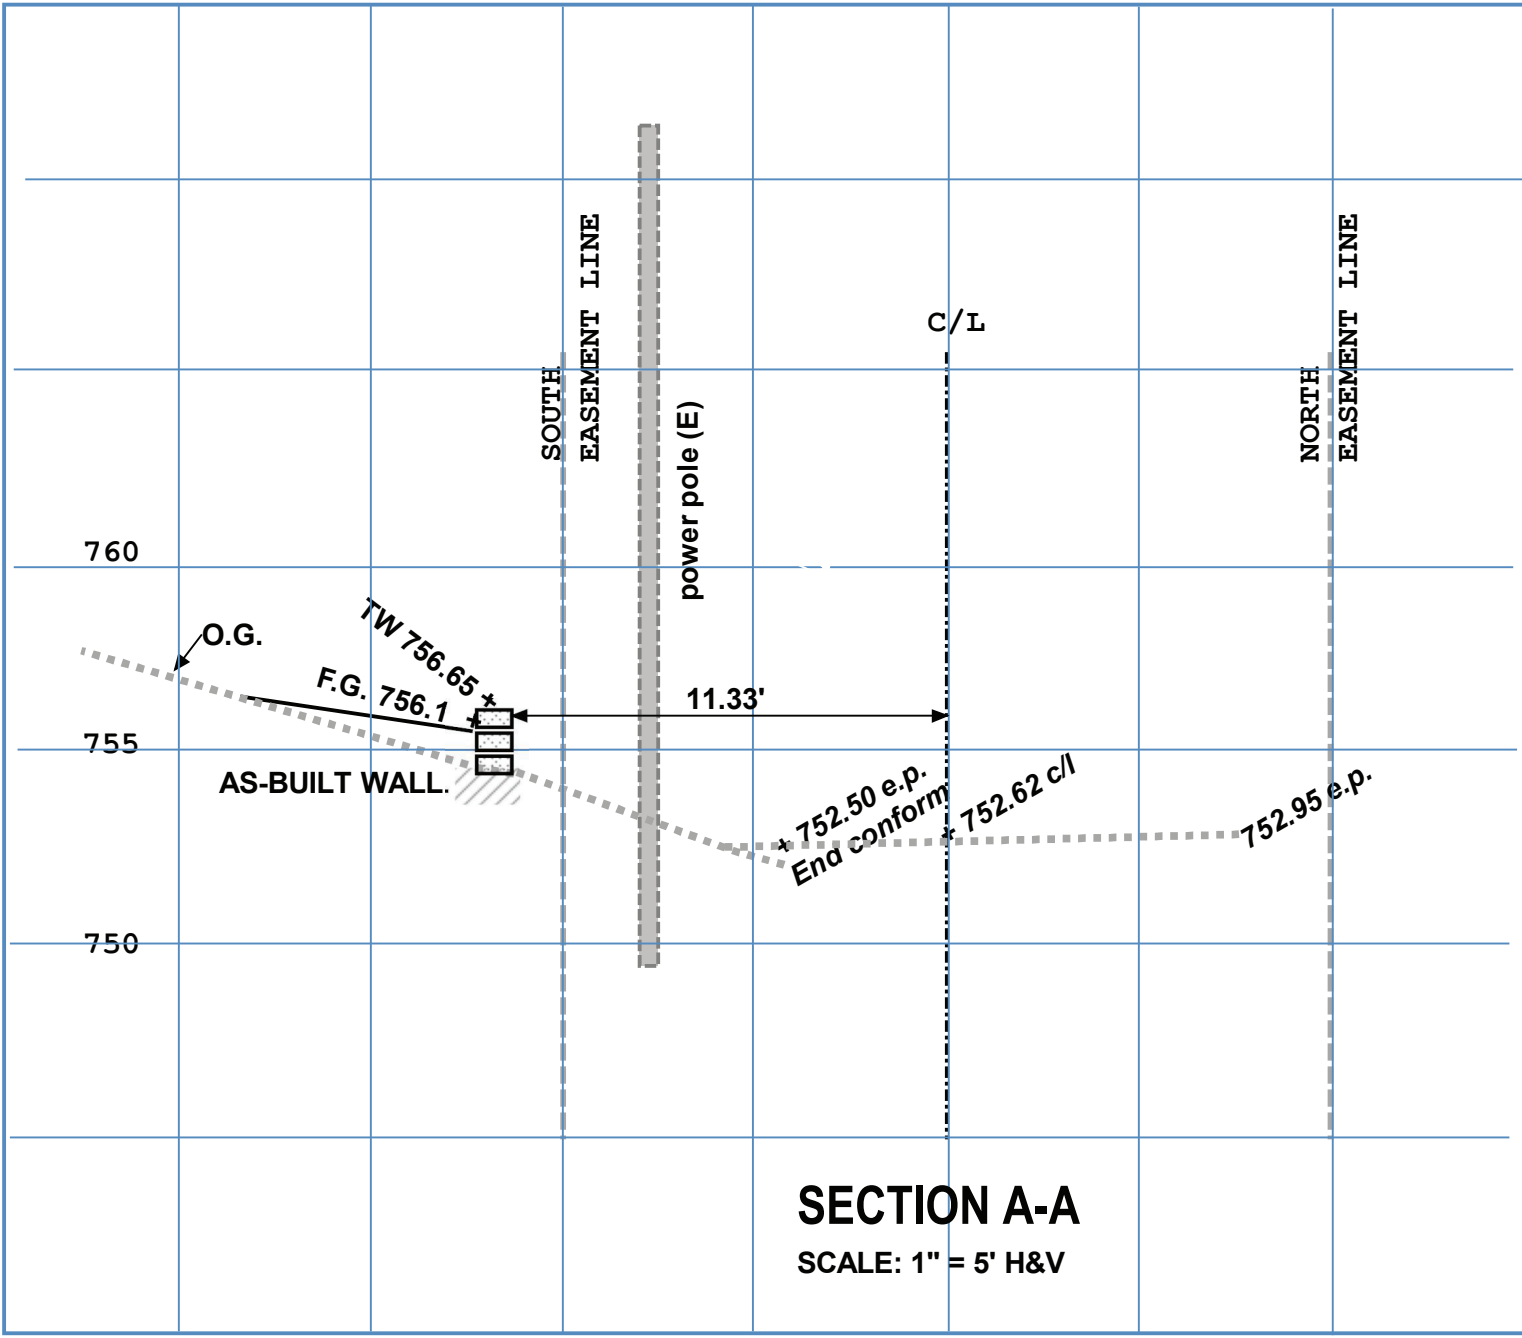 SOUTH
EASEMENT LINE
power pole (E)
C/L
NORTH
EASEMENT LINE
760
O.G.
TW 756.65 +
F.G. 756.1 +
11.33'
755
AS-BUILT WALL.
+ 752.50 e.p.
End conform
+ 752.62 c/l
752.95 e.p.
750
SECTION A-A
SCALE: 1" = 5' H&V